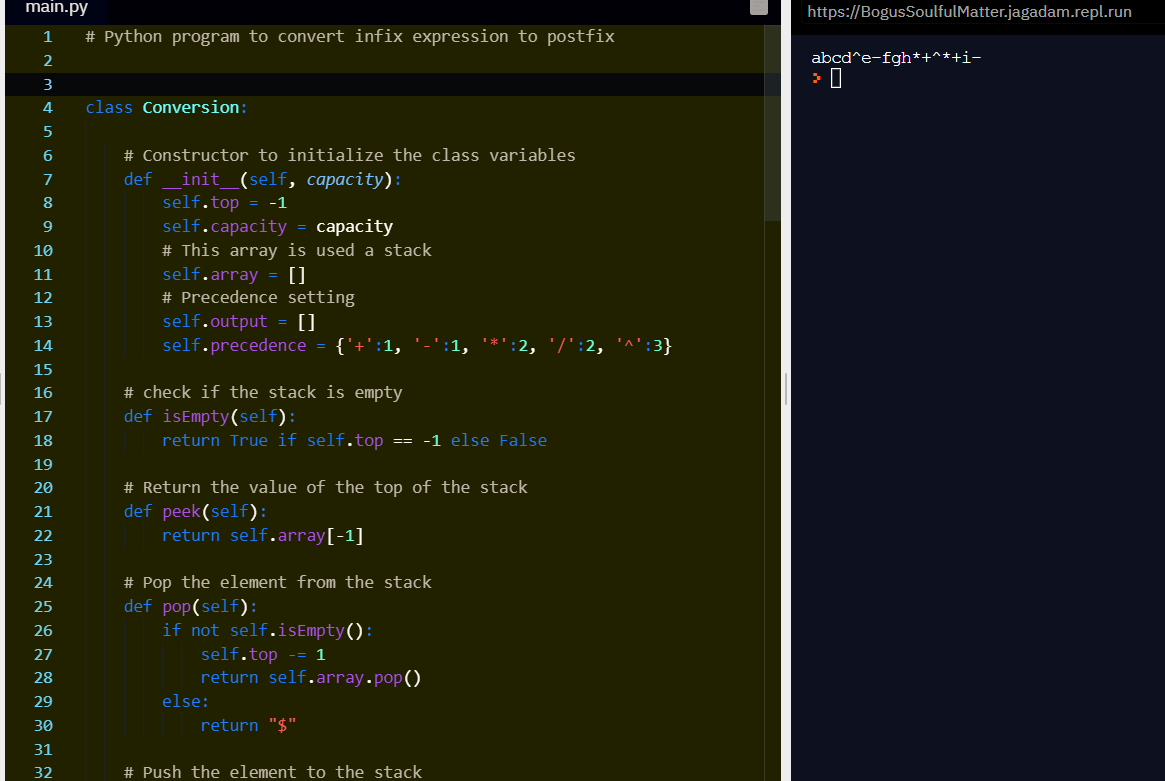 main.py
1 # Python program to convert infix expression to postfix
2
3
4 class Conversion:
5
6 # Constructor to initialize the class variables
7 def __init__(self, capacity):
8 self.top = -1
9 self.capacity = capacity
10 # This array is used a stack
11 self.array = []
12 # Precedence setting
13 self.output = []
14 self.precedence = {'+':1, '-':1, '*':2, '/':2, '^':3}
15
16 # check if the stack is empty
17 def isEmpty(self):
18 return True if self.top == -1 else False
19
20 # Return the value of the top of the stack
21 def peek(self):
22 return self.array[-1]
23
24 # Pop the element from the stack
25 def pop(self):
26 if not self.isEmpty():
27 self.top -= 1
28 return self.array.pop()
29 else:
30 return "$"
31
32 # Push the element to the stack
https://BogusSoulfulMatter.jagadam.repl.run
abcd^e-fgh*+^*+i-
>